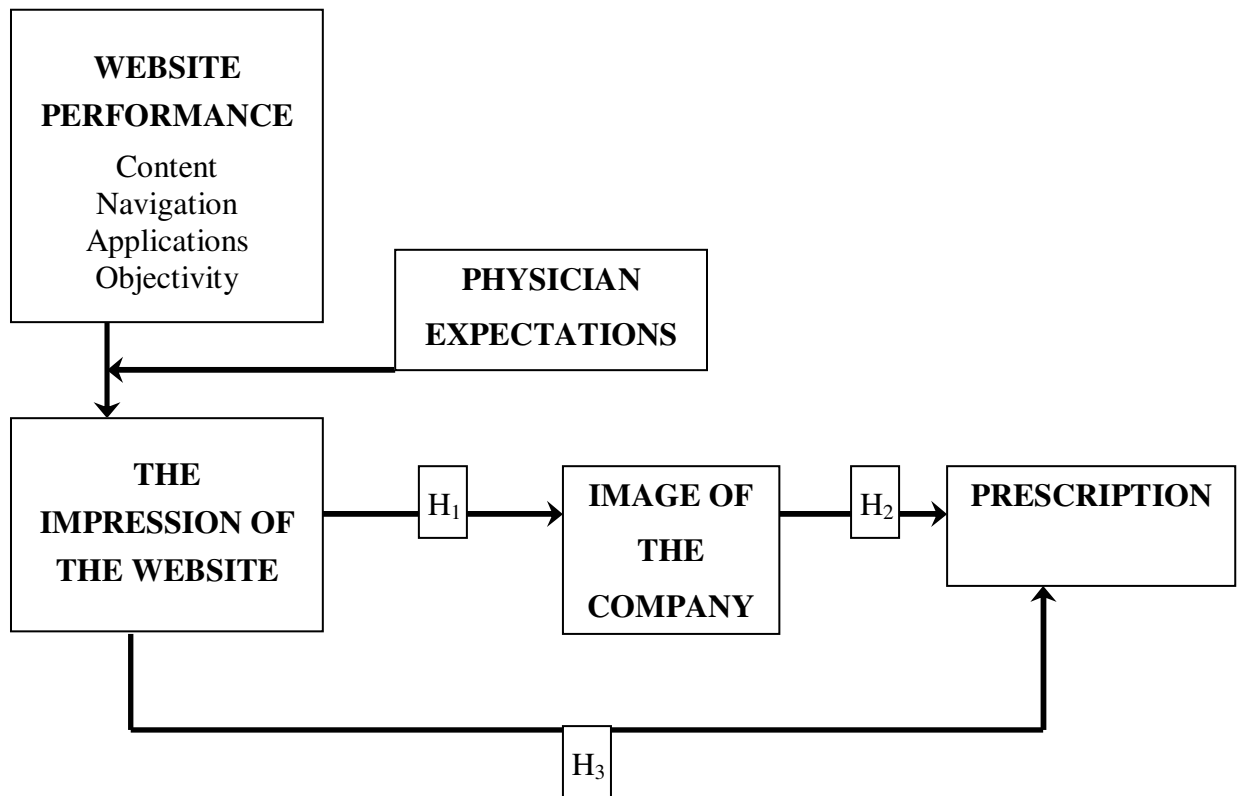 WEBSITE
PERFORMANCE
Content
Navigation
Applications
Objectivity
PHYSICIAN
EXPECTATIONS
THE
IMPRESSION OF
THE WEBSITE
H₁
IMAGE OF
THE
COMPANY
H₂
PRESCRIPTION
H₃